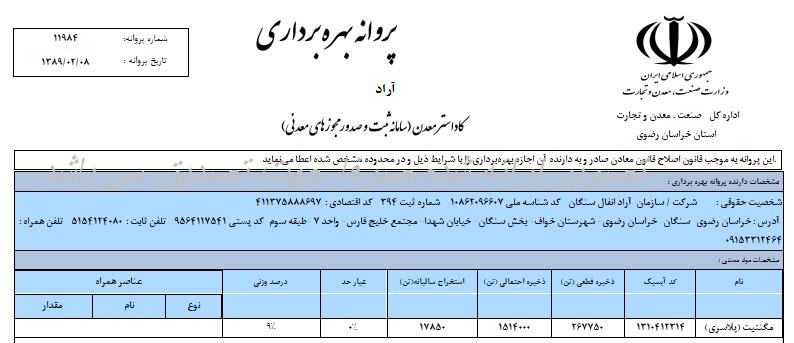 شماره پروانه: ۱۱۹۸۴
تاریخ پروانه : ۱۳۸۹/۰۲/۰۸
پروانه بهره برداری
آراد
کاداستر معدن (سامانه ثبت و صدور مجوزهای معدنی)
جمهوری اسلامی ایران
وزارت صنعت، معدن و تجارت
اداره کل صنعت ، معدن و تجارت
استان خراسان رضوی
این پروانه به موجب قانون اصلاح قانون معادن صادر و به دارنده آن اجازه بهره‌برداری را با شرایط ذیل و در محدوده مشخص شده اعطا می‌نماید.
مشخصات دارنده پروانه بهره برداری :
شخصیت حقوقی : شرکت / سازمان آراد انفال سنگان کد شناسه ملی ۱۰۸۶۲۰۹۶۶۰۷ شماره ثبت ۳۹۴ کد اقتصادی : ۴۱۱۳۷۵۸۸۸۶۹۷
آدرس : خراسان رضوی سنگان خراسان رضوی- شهرستان خواف- بخش سنگان- خیابان شهدا- مجتمع خلیج فارس- واحد ۷ -طبقه سوم کد پستی ۹۵۶۴۱۱۷۵۴۱ تلفن ثابت : ۵۱۵۴۱۲۴۰۸۰ تلفن همراه :
۰۹۱۵۳۳۱۲۴۶۴
مشخصات مواد معدنی :
نام کد آیسیک ذخیره قطعی (تن) ذخیره احتمالی (تن) استخراج سالیانه(تن) عیار حد درصد وزنی عناصر همراه
نوع نام مقدار
مگنتیت (پلاسری) ۱۳۱۰۴۱۲۳۱۴ ۲۶۷۷۵۰ ۱۵۱۴۰۰۰ ۱۷۸۵۰ ۰٪ ۹٪